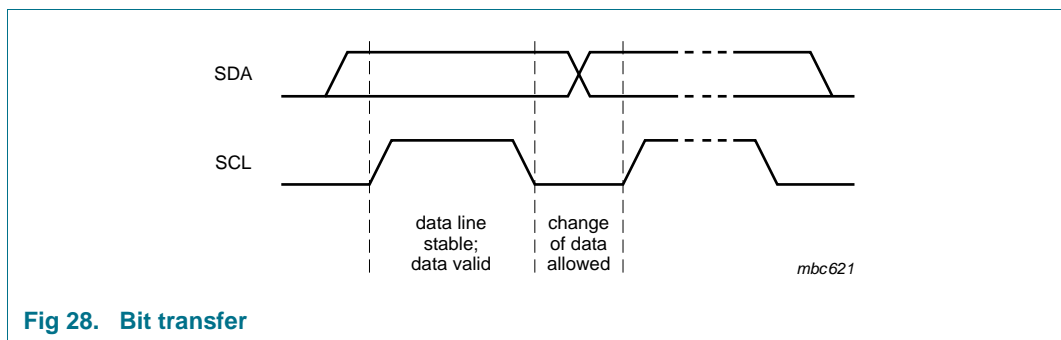 SDA
SCL
data line
stable;
data valid
change
of data
allowed
mbc621
Fig 28. Bit transfer